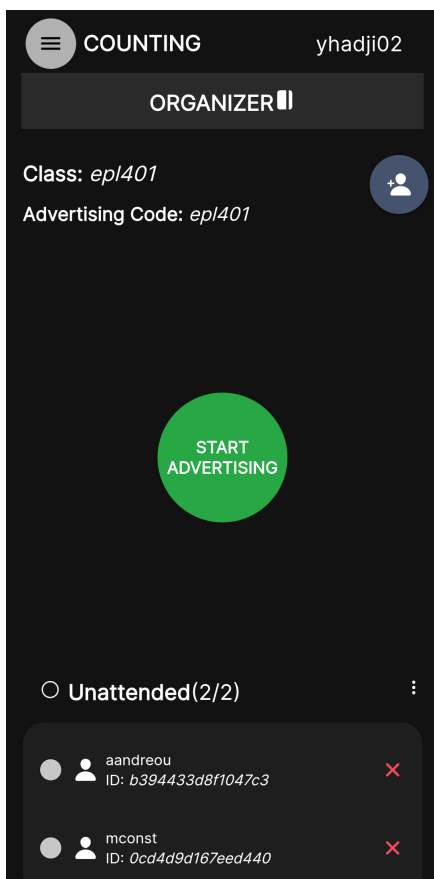 COUNTING
yhadji02
ORGANIZER
Class: epl401
Advertising Code: epl401
START
ADVERTISING
Unattended(2/2)
aandreou
ID: b394433d8f1047c3
mconst
ID: 0cd4d9d167eed440